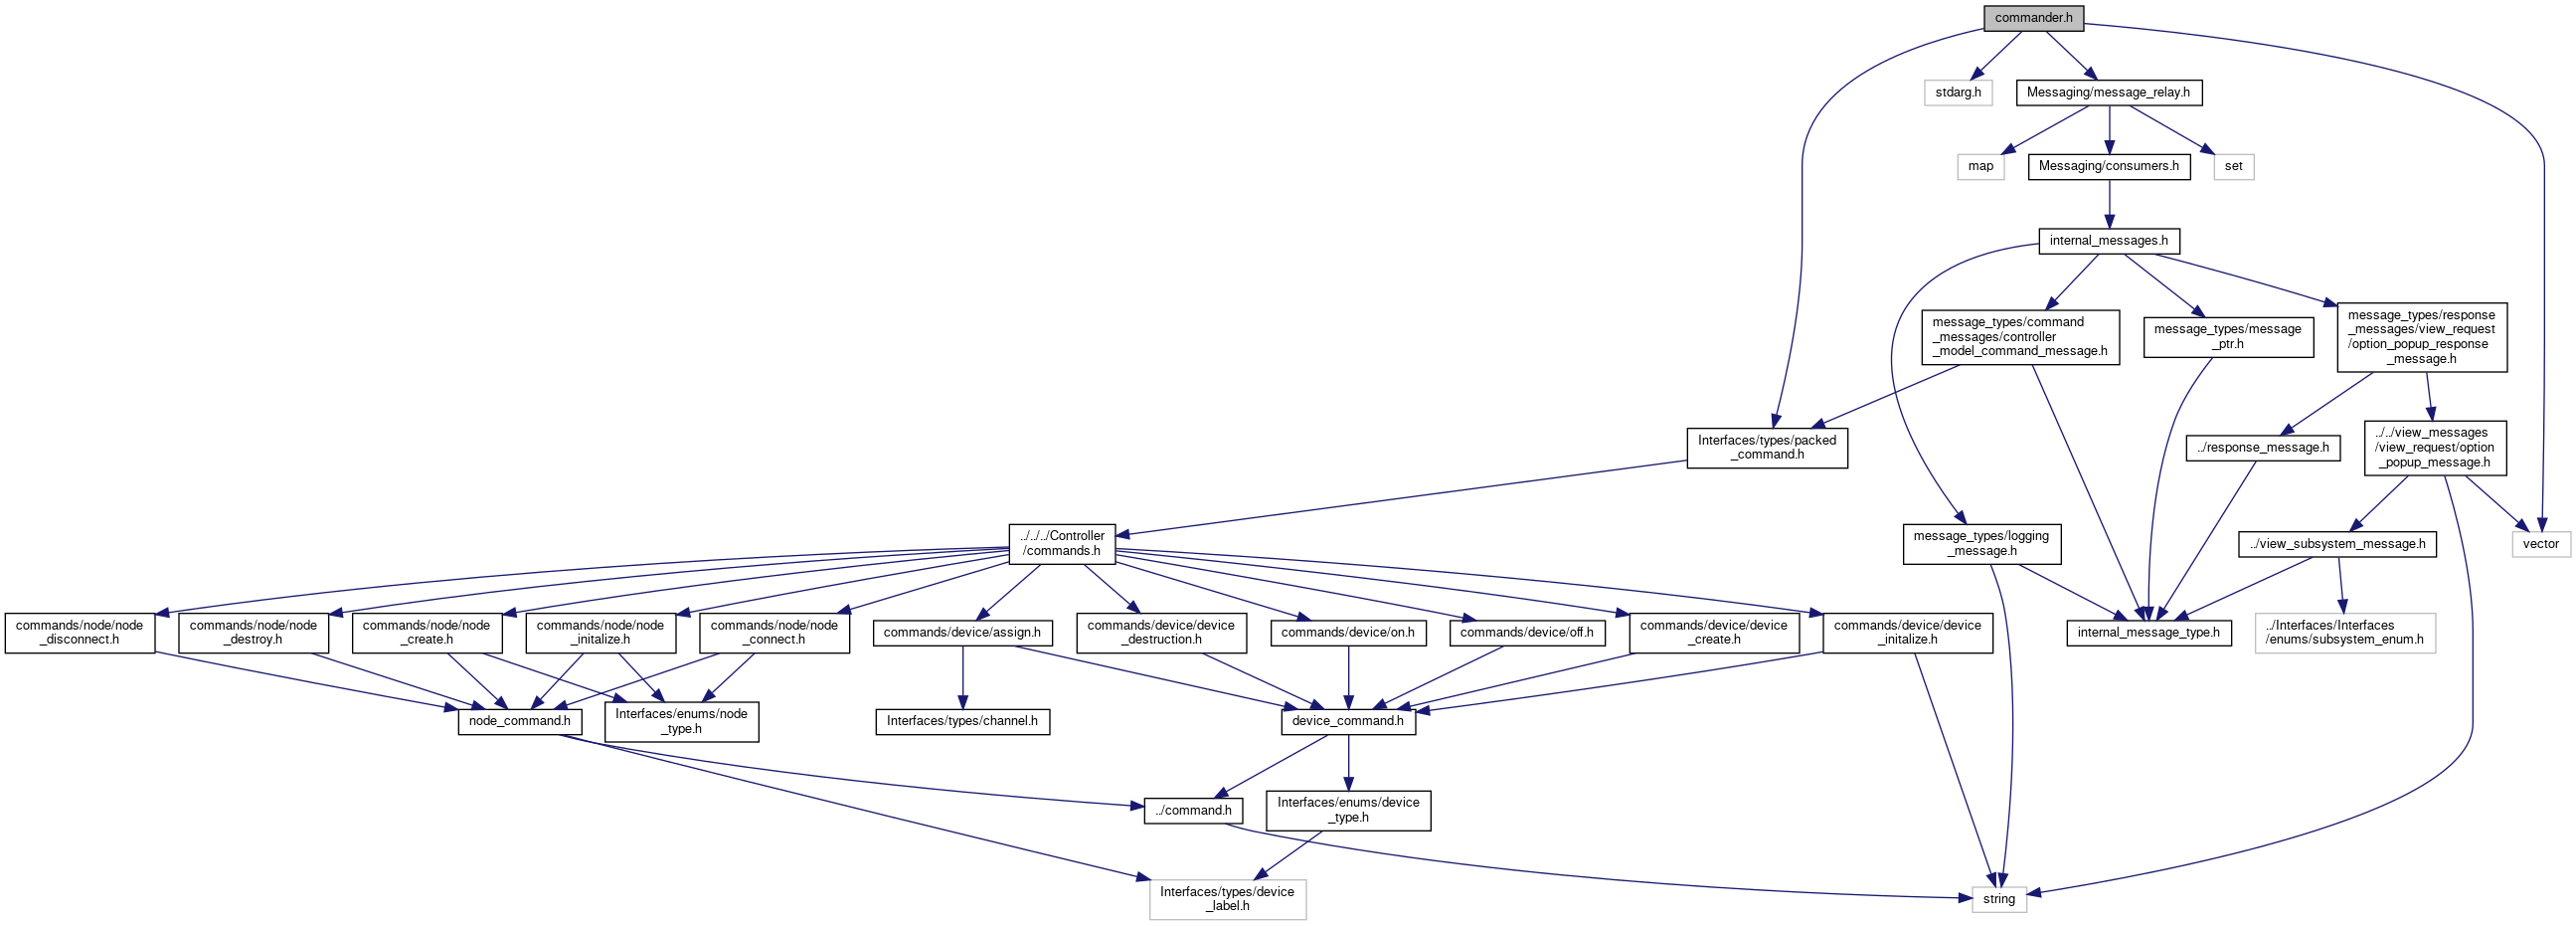 commander.h
stdarg.h
Messaging/message_relay.h
map
Messaging/consumers.h
set
internal_messages.h
message_types/command
_messages/controller
_model_command_message.h
message_types/message
_ptr.h
message_types/response
_messages/view_request
/option_popup_response
_message.h
Interfaces/types/packed
_command.h
../response_message.h
../../view_messages
/view_request/option
_popup_message.h
../../../Controller
/commands.h
message_types/logging
_message.h
../view_subsystem_message.h
vector
commands/node/node
_disconnect.h
commands/node/node
_destroy.h
commands/node/node
_create.h
commands/node/node
_initalize.h
commands/node/node
_connect.h
commands/device/assign.h
commands/device/device
_destruction.h
commands/device/on.h
commands/device/off.h
commands/device/device
_create.h
commands/device/device
_initalize.h
internal_message_type.h
../Interfaces/Interfaces
/enums/subsystem_enum.h
node_command.h
Interfaces/enums/node
_type.h
Interfaces/types/channel.h
device_command.h
../command.h
Interfaces/enums/device
_type.h
Interfaces/types/device
_label.h
string